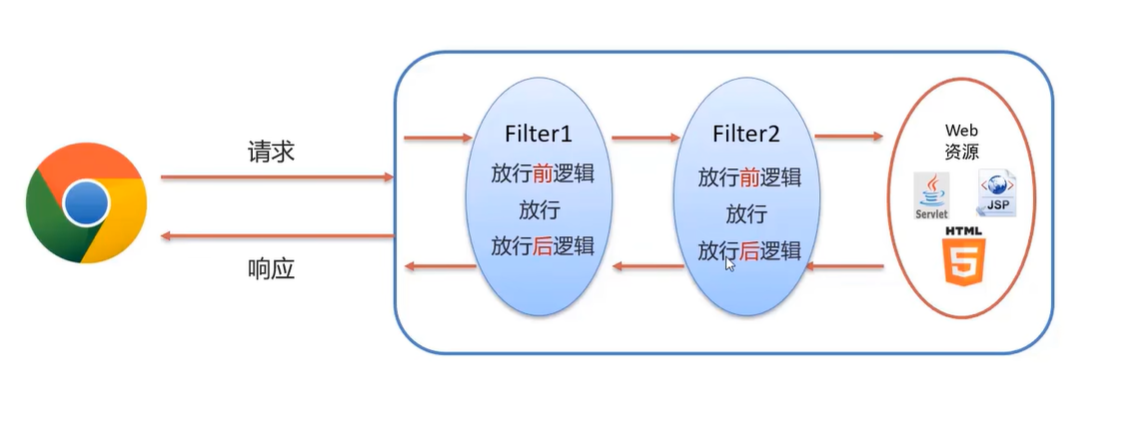 请求
响应
Filter1
放行前逻辑
放行
放行后逻辑
Filter2
放行前逻辑
放行
放行后逻辑
Web
资源
Servlet
JSP
HTML
5